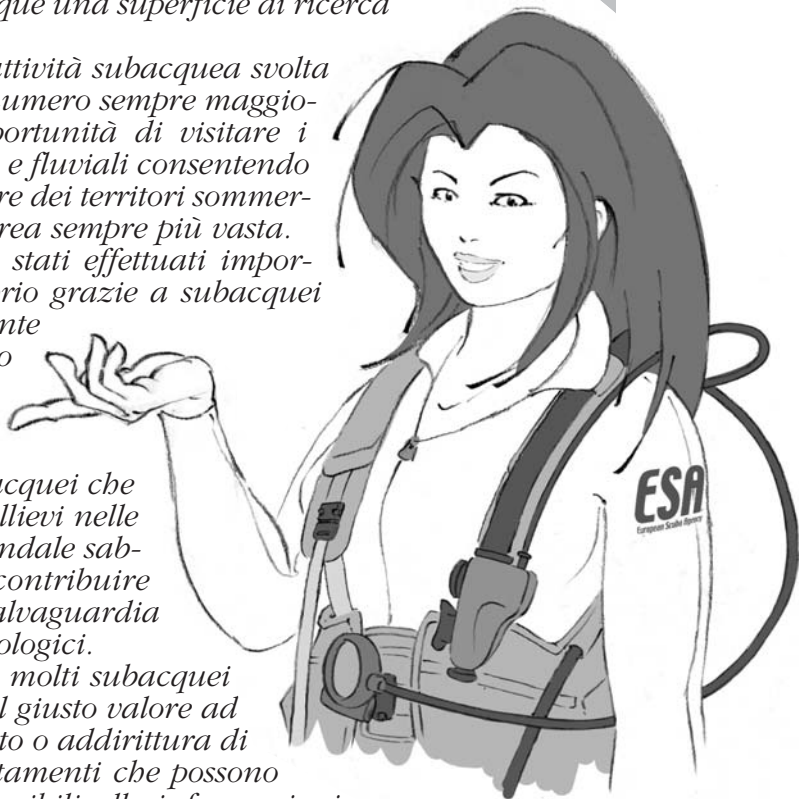 que una superficie di ricerca
attività subacquea svolta
umero sempre maggio-
portunità di visitare i
e fluviali consentendo
re dei territori sommer-
rea sempre più vasta.
stati effettuati impor-
rio grazie a subacquei
nte
o
acquei che
llievi nelle
ndale sab-
contribuire
alvaguardia
ologici.
molti subacquei
l giusto valore ad
to o addirittura di
tamenti che possono
ESA
European Scuba Agency